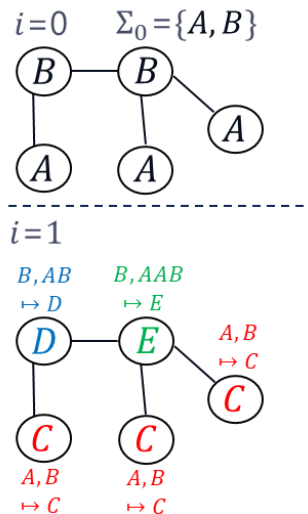 i=0 Σ₀={A, B}
B B
A
A A
i=1
B, AB B, AAB
↦ D ↦ E
A, B
↦ C
D E
C
C C
A, B A, B
↦ C ↦ C